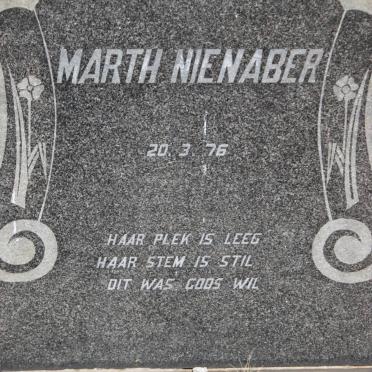 MARTH NIENABER
20. 3. 76
HAAR PLEK IS LEEG
HAAR STEM IS STIL
DIT WAS GODS WIL